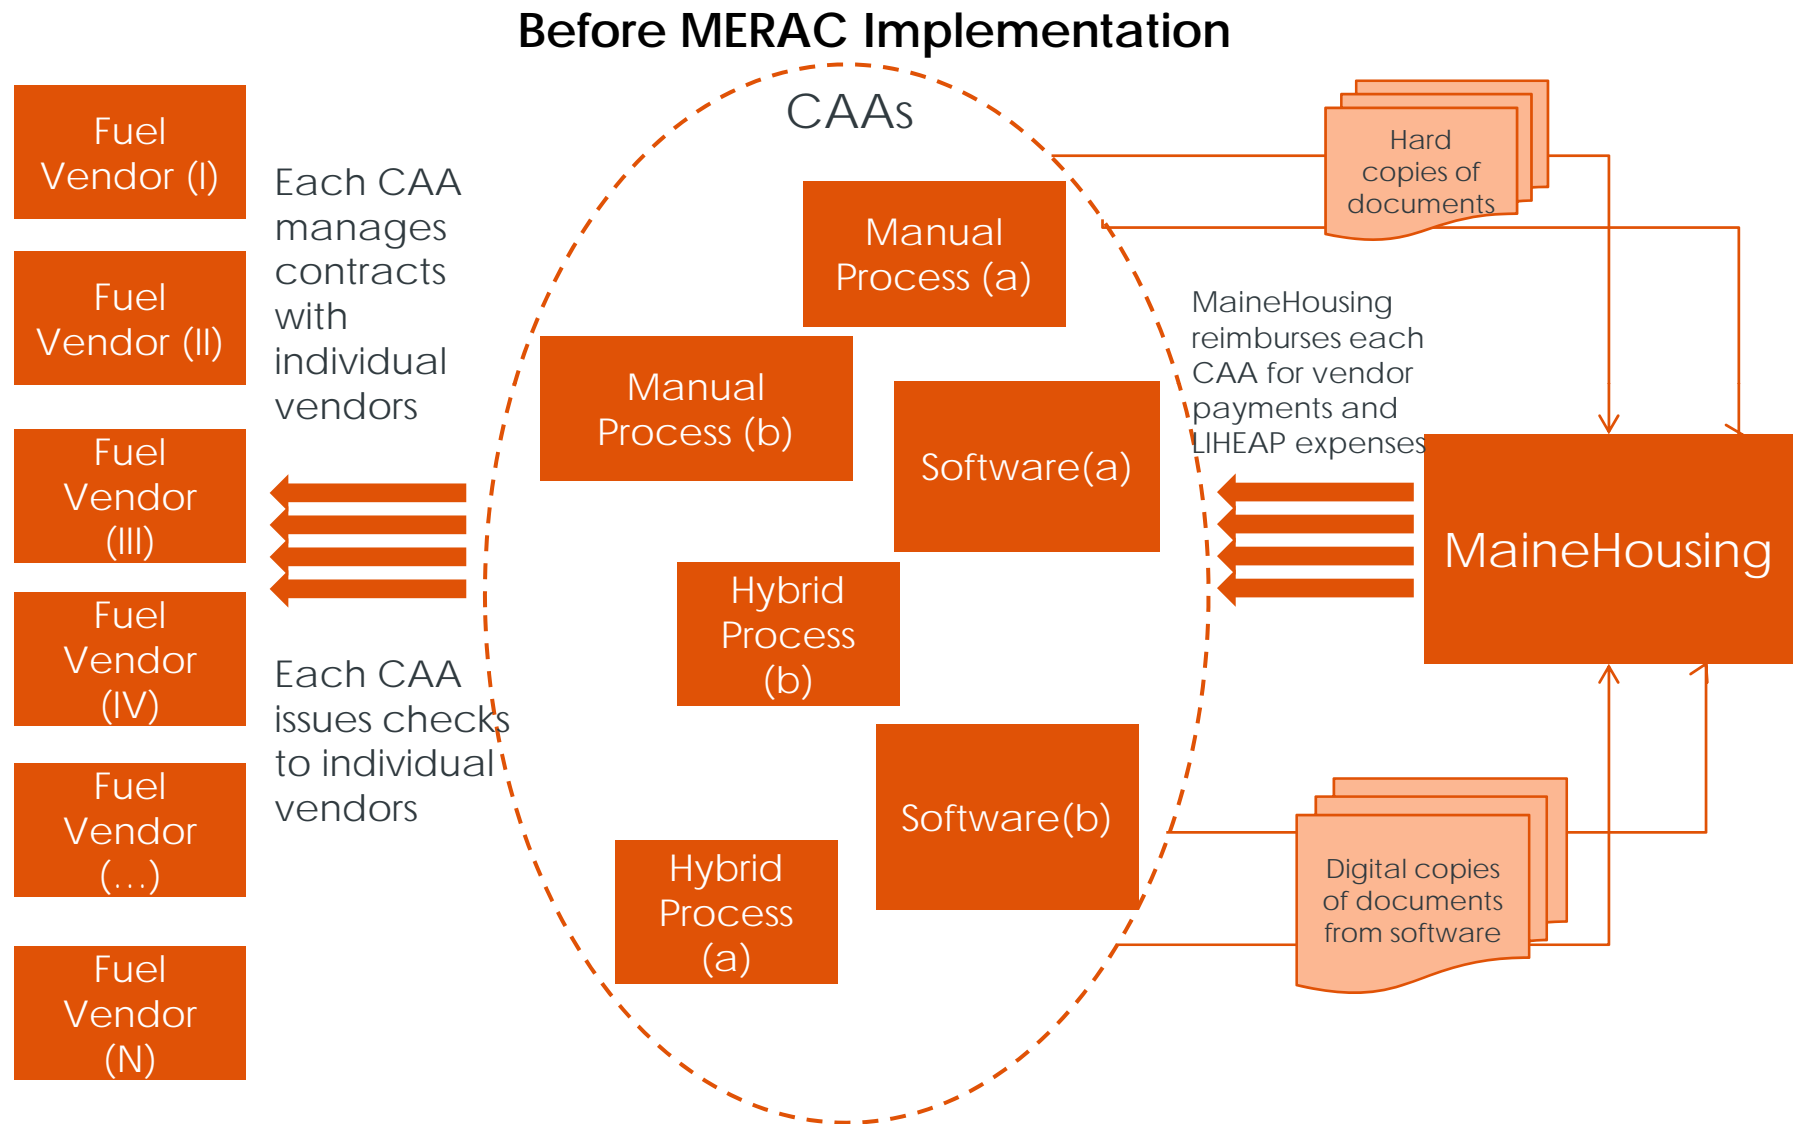 Before MERAC Implementation
Fuel
Vendor (I)
Fuel
Vendor (II)
Fuel
Vendor
(III)
Fuel
Vendor
(IV)
Fuel
Vendor
(...)
Fuel
Vendor
(N)
Each CAA
manages
contracts
with
individual
vendors
Each CAA
issues checks
to individual
vendors
CAAs
Manual
Process (a)
Manual
Process (b)
Software(a)
Hybrid
Process
(b)
Software(b)
Hybrid
Process
(a)
Hard
copies of
documents
MaineHousing
reimburses each
CAA for vendor
payments and
LIHEAP expenses
MaineHousing
Digital copies
of documents
from software